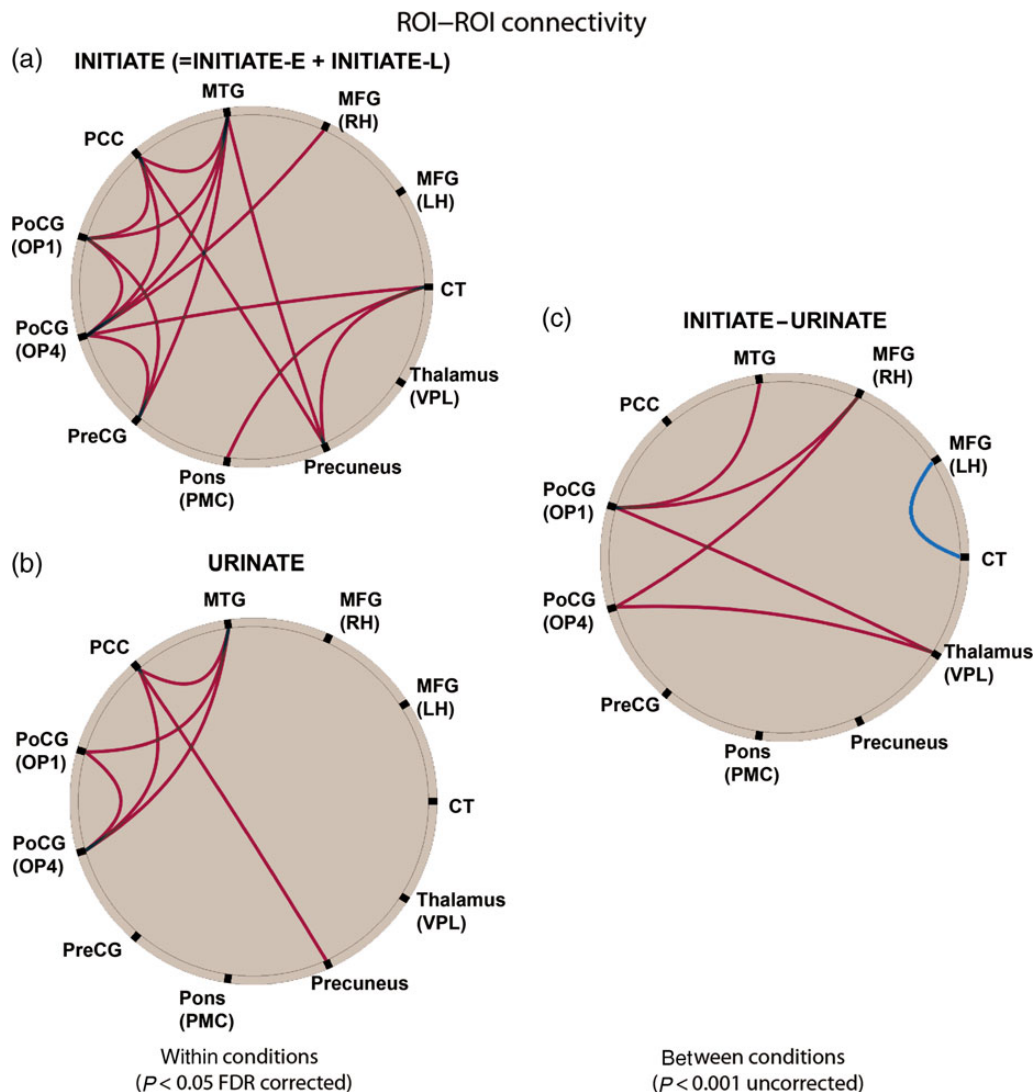 ROI–ROI connectivity
(a) INITIATE (=INITIATE-E + INITIATE-L)
MTG
MFG
(RH)
PCC
MFG
(LH)
PoCG
(OP1)
CT
PoCG
(OP4)
Thalamus
(VPL)
PreCG
Precuneus
Pons
(PMC)
(b) URINATE
MTG
MFG
(RH)
PCC
MFG
(LH)
PoCG
(OP1)
CT
PoCG
(OP4)
Thalamus
(VPL)
PreCG
Precuneus
Pons
(PMC)
Within conditions
(P < 0.05 FDR corrected)
(c) INITIATE – URINATE
MTG
MFG
(RH)
PCC
MFG
(LH)
PoCG
(OP1)
CT
PoCG
(OP4)
Thalamus
(VPL)
PreCG
Precuneus
Pons
(PMC)
Between conditions
(P < 0.001 uncorrected)